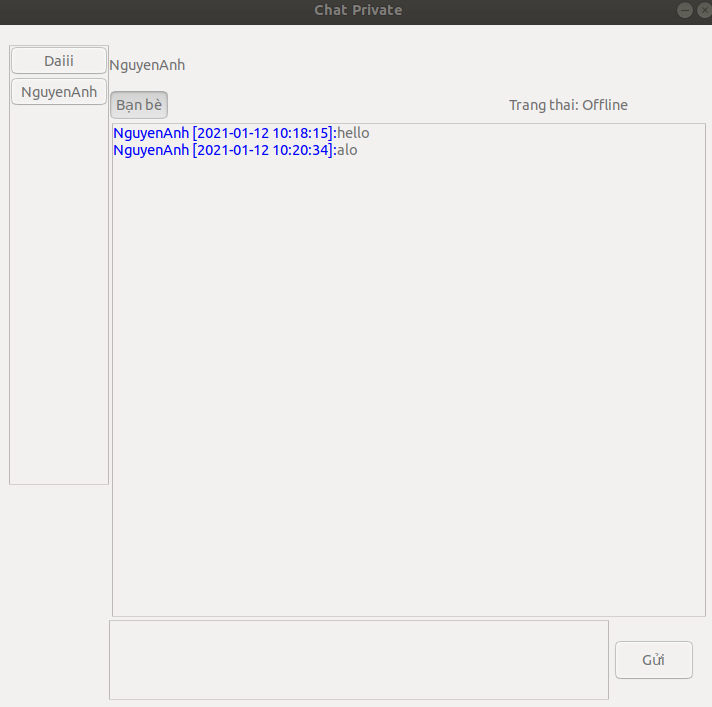 Chat Private
Daiii
NguyenAnh
NguyenAnh
Bạn bè
Trang thai: Offline
NguyenAnh [2021-01-12 10:18:15]:hello
NguyenAnh [2021-01-12 10:20:34]:alo
Gửi